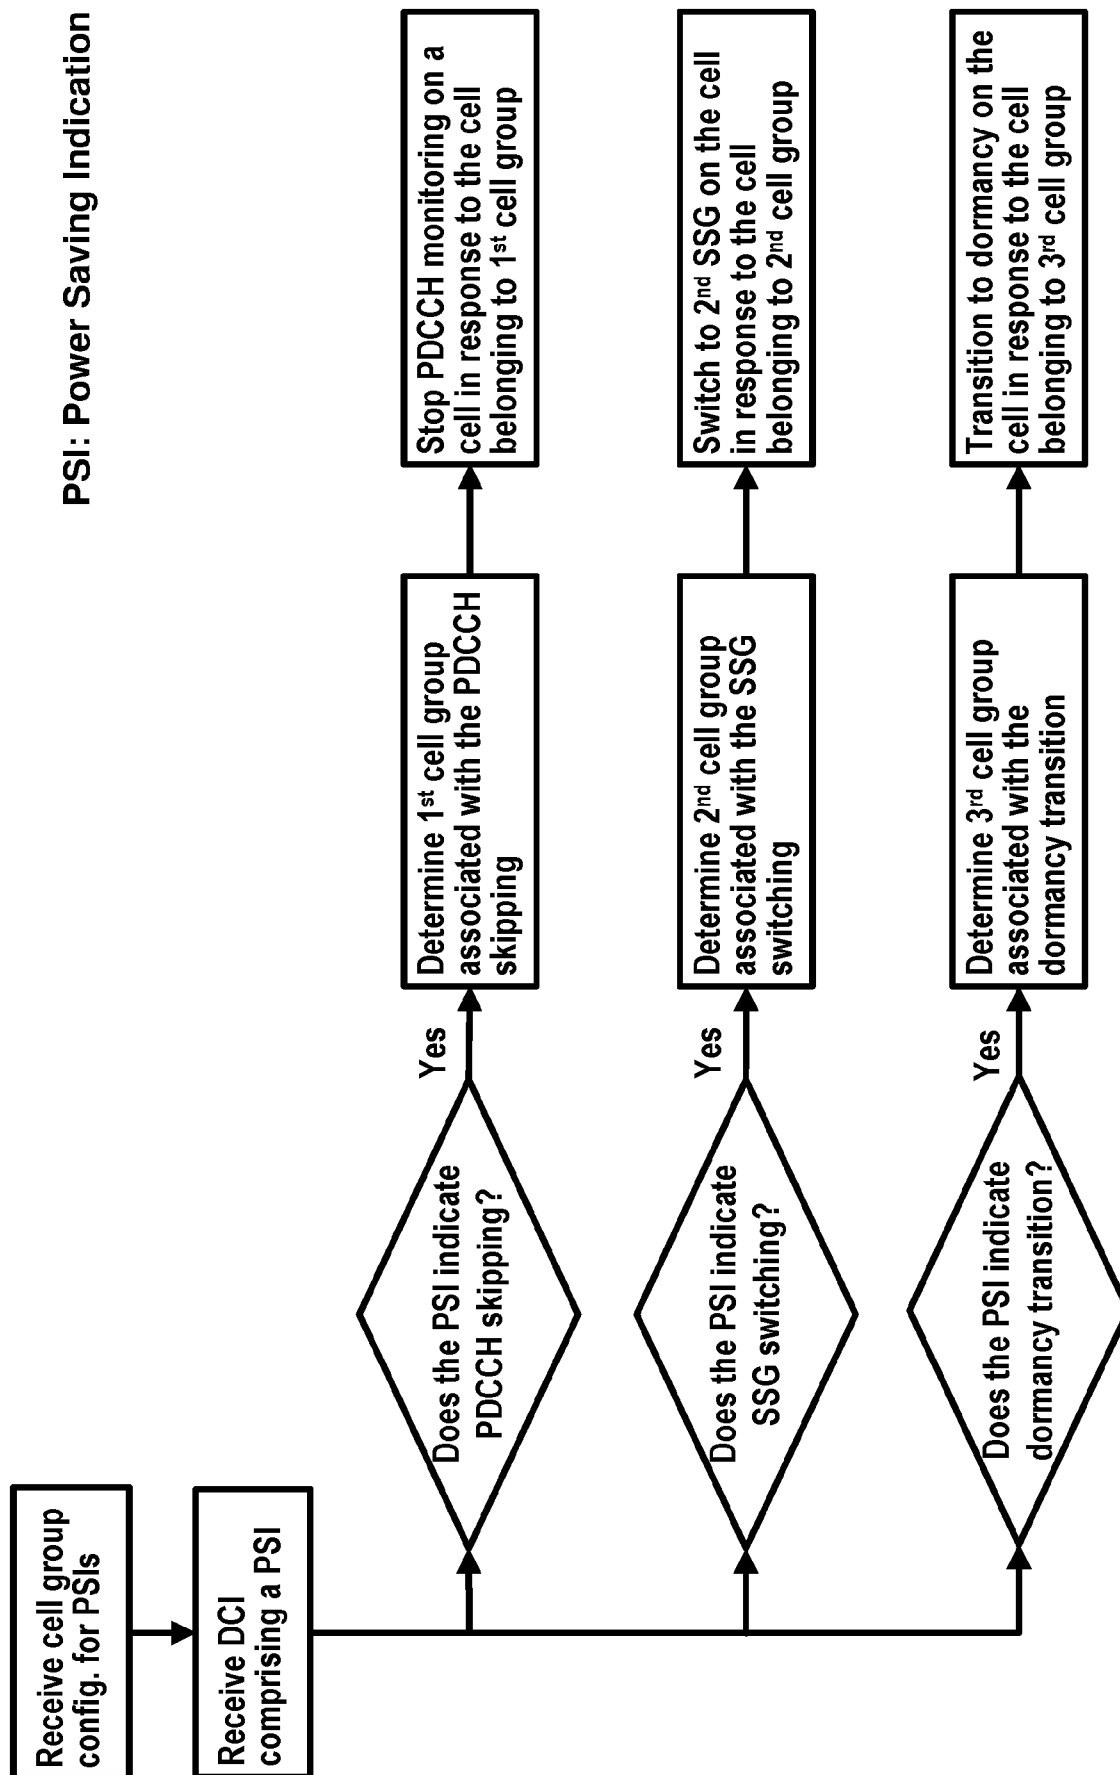 PSI: Power Saving Indication
Receive cell group
config. for PSIs
Receive DCI
comprising a PSI
Does the PSI indicate
PDCCH skipping?
Yes
Determine 1st cell group
associated with the PDCCH
skipping
Stop PDCCH monitoring on a
cell in response to the cell
belonging to 1st cell group
Does the PSI indicate
SSG switching?
Yes
Determine 2nd cell group
associated with the SSG
switching
Switch to 2nd SSG on the cell
in response to the cell
belonging to 2nd cell group
Does the PSI indicate
dormancy transition?
Yes
Determine 3rd cell group
associated with the
dormancy transition
Transition to dormancy on the
cell in response to the cell
belonging to 3rd cell group